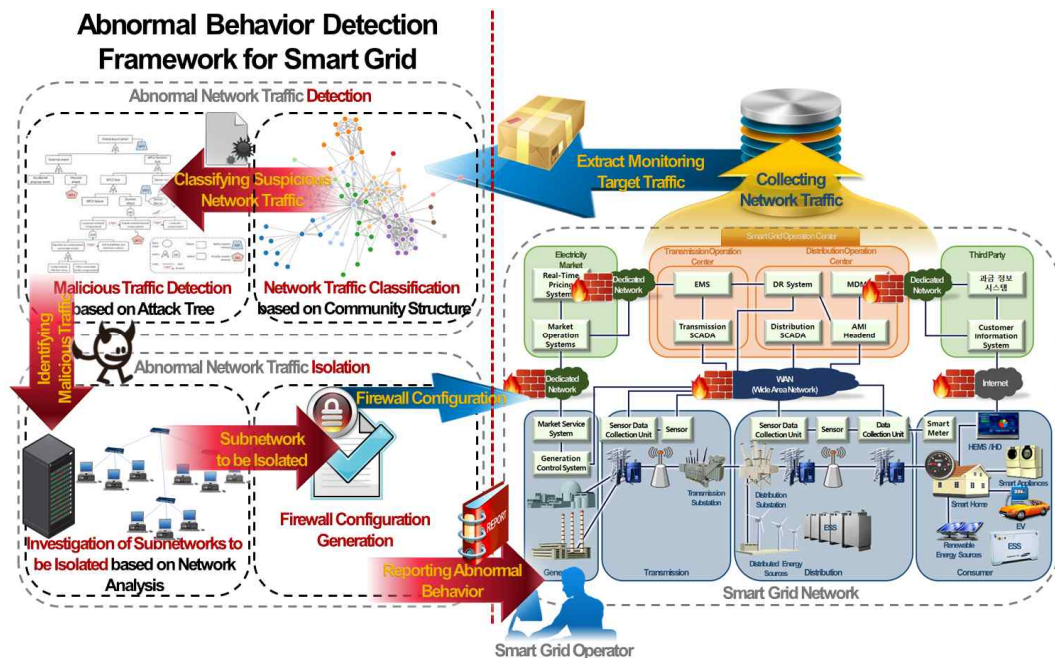 Abnormal Behavior Detection
Framework for Smart Grid
Abnormal Network Traffic Detection
Classifying Suspicious
Network Traffic
Malicious Traffic Detection
based on Attack Tree
Network Traffic Classification
based on Community Structure
Identifying
Malicious Traffic
Abnormal Network Traffic Isolation
Subnetwork
to be Isolated
Firewall Configuration
Investigation of Subnetworks to
be Isolated based on Network
Analysis
Firewall Configuration
Generation
REPORT
Reporting Abnormal
Behavior
Smart Grid Operator
Extract Monitoring
Target Traffic
Collecting
Network Traffic
Smart Grid Operation Center
Electricity
Market
Real-Time
Pricing
System
Market
Operation
Systems
Dedicated
Network
Transmission Operation
Center
EMS
Transmission
SCADA
Distribution Operation
Center
DR System
Distribution
SCADA
AMI
Headend
Dedicated
Network
Third Party
과금 정보
시스템
Customer
Information
System
Dedicated
Network
WAN
(Wide Area Network)
Internet
Market Service
System
Generation
Control System
Sensor Data
Collection Unit
Sensor
Transmission
Substation
Transmission
Sensor Data
Collection Unit
Sensor
Data
Collection Unit
Distribution
Substation
ESS
Distributed Energy
Sources
Distribution
Smart
Meter
HEMS / IHD
Smart Appliances
Smart Home
EV
Renewable
Energy Sources
ESS
Consumer
Smart Grid Network